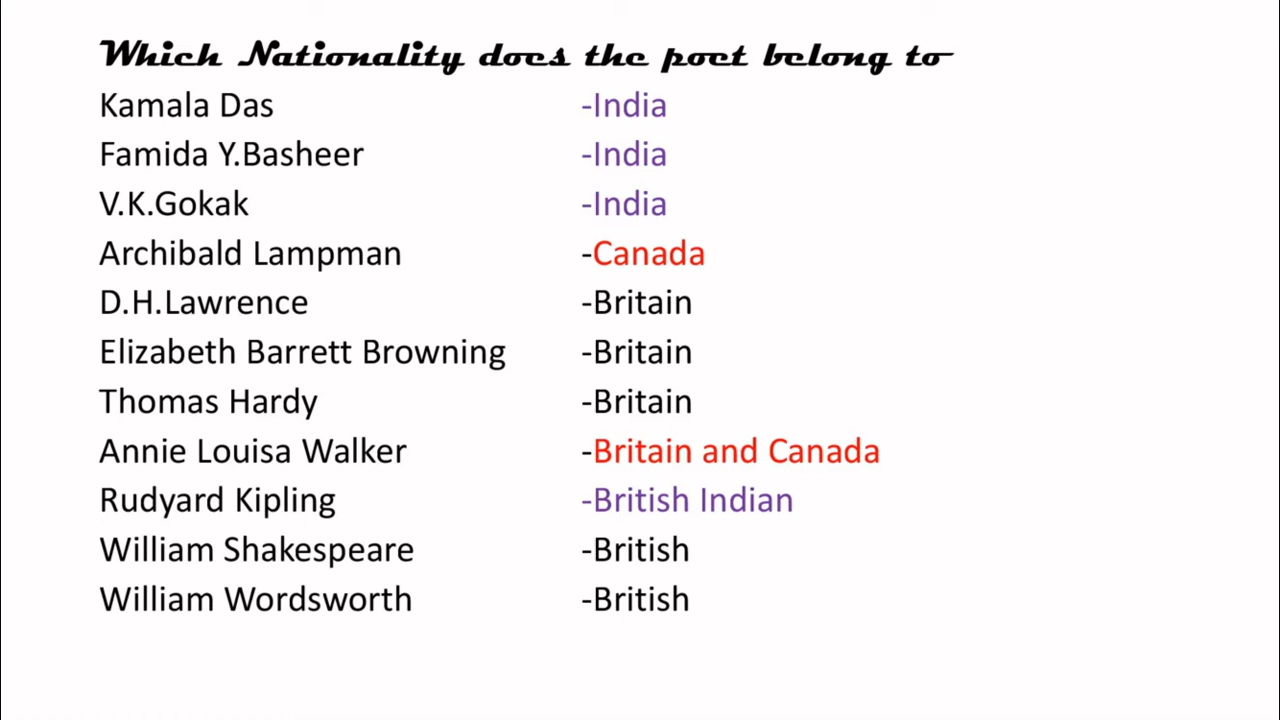 Which Nationality does the poet belong to
Kamala Das -India
Famida Y.Basheer -India
V.K.Gokak -India
Archibald Lampman -Canada
D.H.Lawrence -Britain
Elizabeth Barrett Browning -Britain
Thomas Hardy -Britain
Annie Louisa Walker -Britain and Canada
Rudyard Kipling -British Indian
William Shakespeare -British
William Wordsworth -British